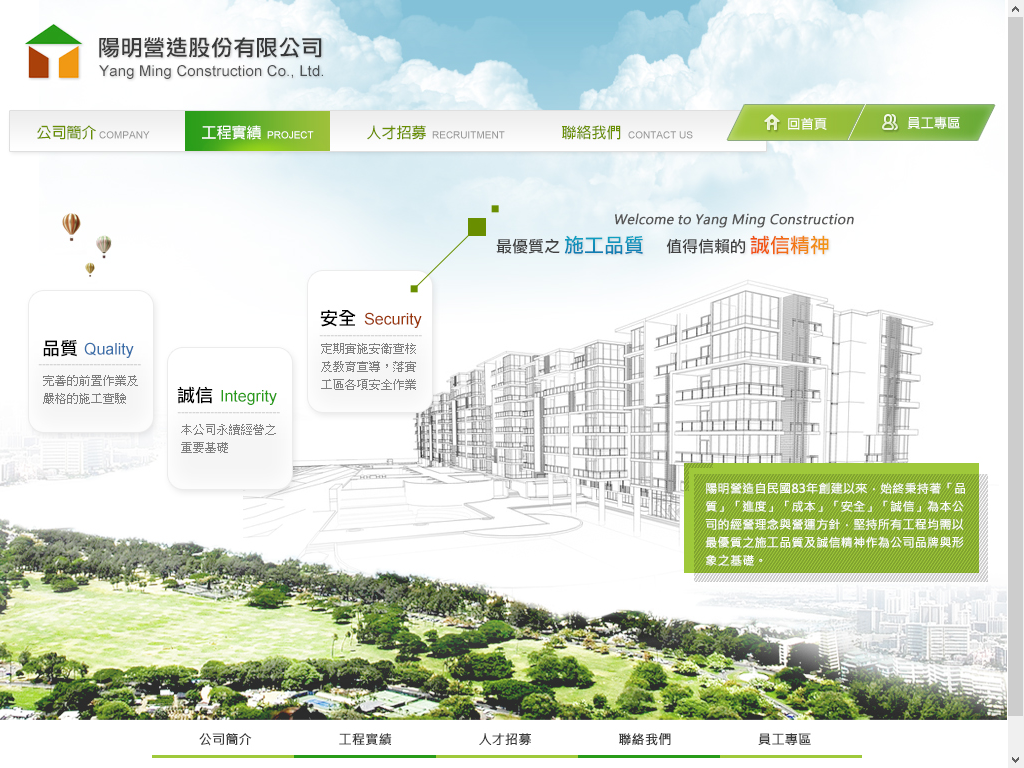 陽明營造股份有限公司
Yang Ming Construction Co., Ltd.
公司簡介 COMPANY
工程實績 PROJECT
人才招募 RECRUITMENT
聯絡我們 CONTACT US
回首頁
員工專區
Welcome to Yang Ming Construction
最優質之 施工品質 值得信賴的 誠信精神
品質 Quality
完善的前置作業及
嚴格的施工查驗
誠信 Integrity
本公司永續經營之
重要基礎
安全 Security
定期實施安衛查核
及教育宣導，落實
工區各項安全作業
陽明營造自民國83年創建以來，始終秉持著「品
質」「進度」「成本」「安全」「誠信」為本公
司的經營理念與營運方針，堅持所有工程均需以
最優質之施工品質及誠信精神作為公司品牌與形
象之基礎。
公司簡介
工程實績
人才招募
聯絡我們
員工專區